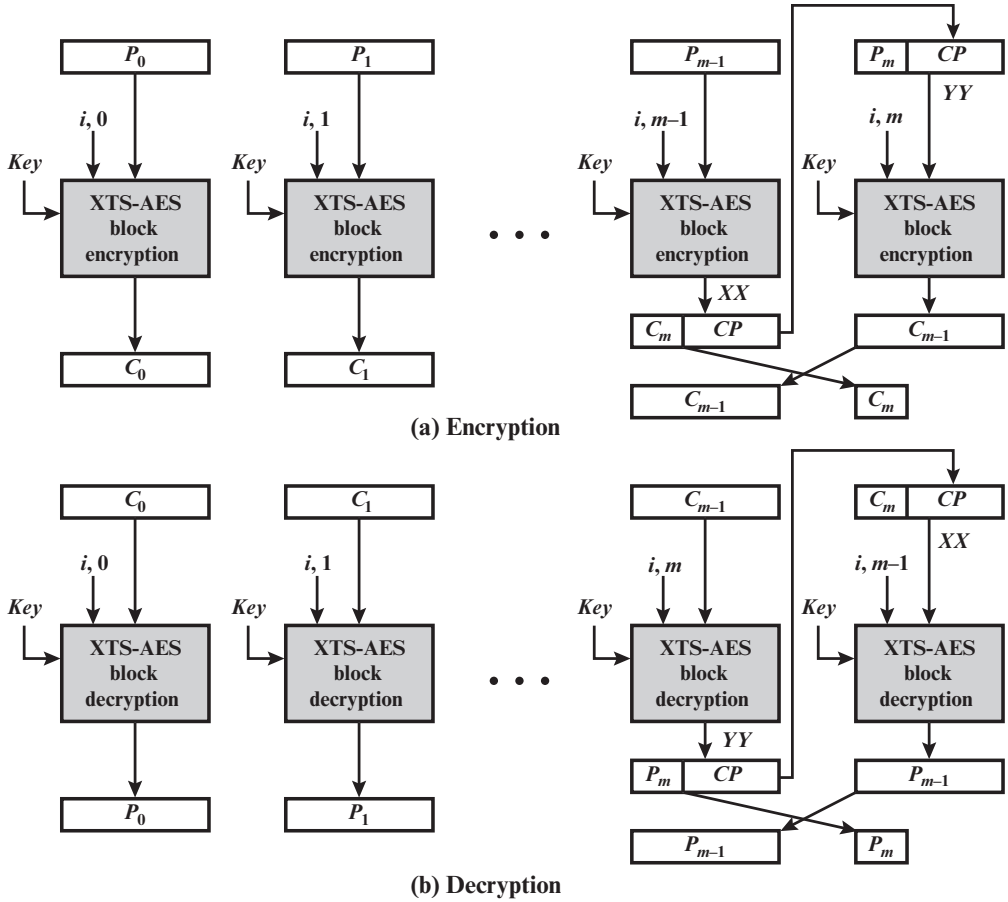 P0 P1 Pm–1 Pm CP
YY
i, 0 i, 1 i, m–1 i, m
Key Key Key Key
XTS-AES XTS-AES XTS-AES XTS-AES
block block block block
encryption encryption encryption encryption
• • •
XX
Cm CP Cm–1
C0 C1
Cm–1 Cm
(a) Encryption
C0 C1 Cm–1 Cm CP
XX
i, 0 i, 1 i, m i, m–1
Key Key Key Key
XTS-AES XTS-AES XTS-AES XTS-AES
block block block block
decryption decryption decryption decryption
• • •
YY
Pm CP Pm–1
P0 P1
Pm–1 Pm
(b) Decryption